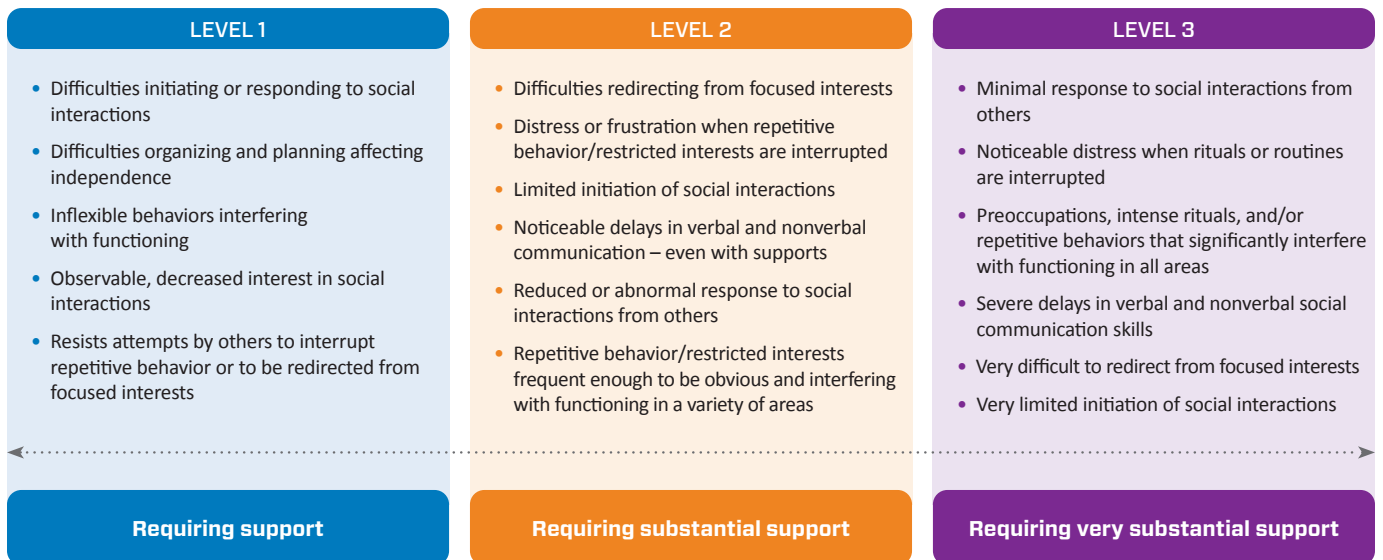 LEVEL 1
• Difficulties initiating or responding to social
interactions
• Difficulties organizing and planning affecting
independence
• Inflexible behaviors interfering
with functioning
• Observable, decreased interest in social
interactions
• Resists attempts by others to interrupt
repetitive behavior or to be redirected from
focused interests
Requiring support
LEVEL 2
• Difficulties redirecting from focused interests
• Distress or frustration when repetitive
behavior/restricted interests are interrupted
• Limited initiation of social interactions
• Noticeable delays in verbal and nonverbal
communication – even with supports
• Reduced or abnormal response to social
interactions from others
• Repetitive behavior/restricted interests
frequent enough to be obvious and interfering
with functioning in a variety of areas
Requiring substantial support
LEVEL 3
• Minimal response to social interactions from
others
• Noticeable distress when rituals or routines
are interrupted
• Preoccupations, intense rituals, and/or
repetitive behaviors that significantly interfere
with functioning in all areas
• Severe delays in verbal and nonverbal social
communication skills
• Very difficult to redirect from focused interests
• Very limited initiation of social interactions
Requiring very substantial support